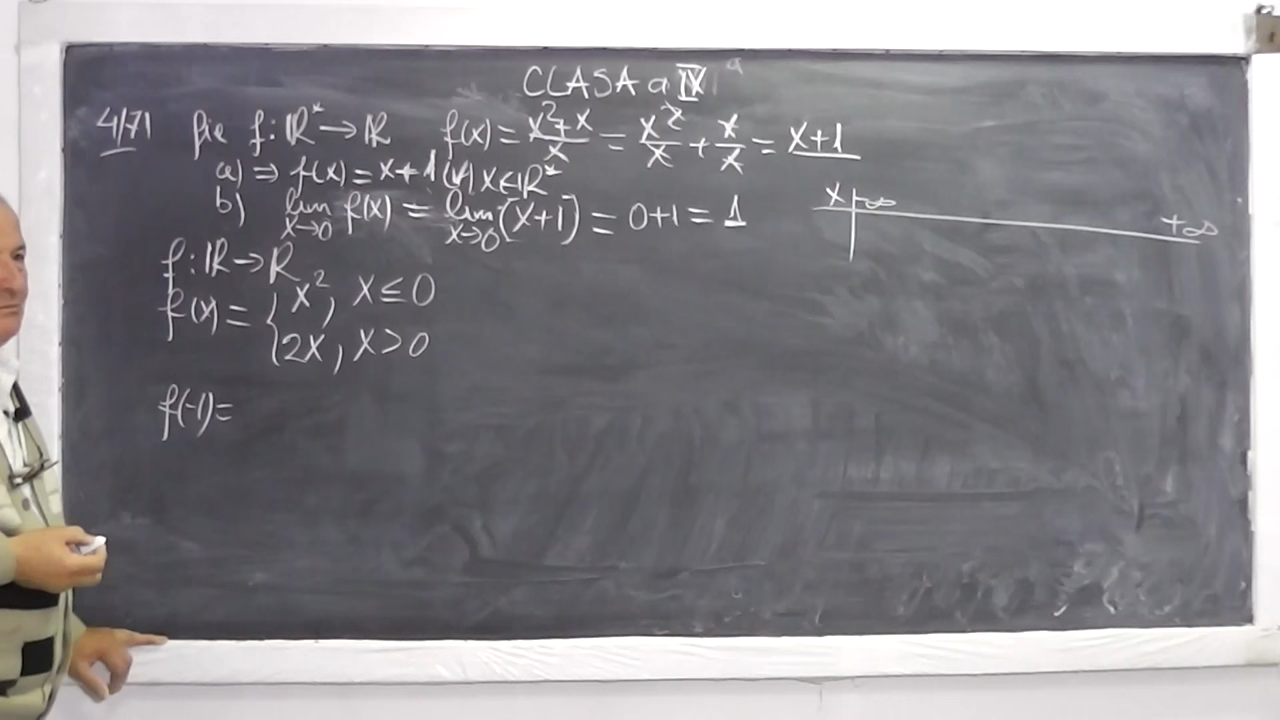 CLASA a IX a
4/71 fie f: ℝ* → ℝ f(x) = x²+x/x = x²/x + x/x = x+1
a) ⇒ f(x) = x+1 (∀) x∈ℝ*
b) lim x→0 f(x) = lim x→0 (x+1) = 0+1 = 1
x | -∞ +∞
f: ℝ → ℝ
f(x) = { x², x ≤ 0
2x, x > 0
f(-1) =